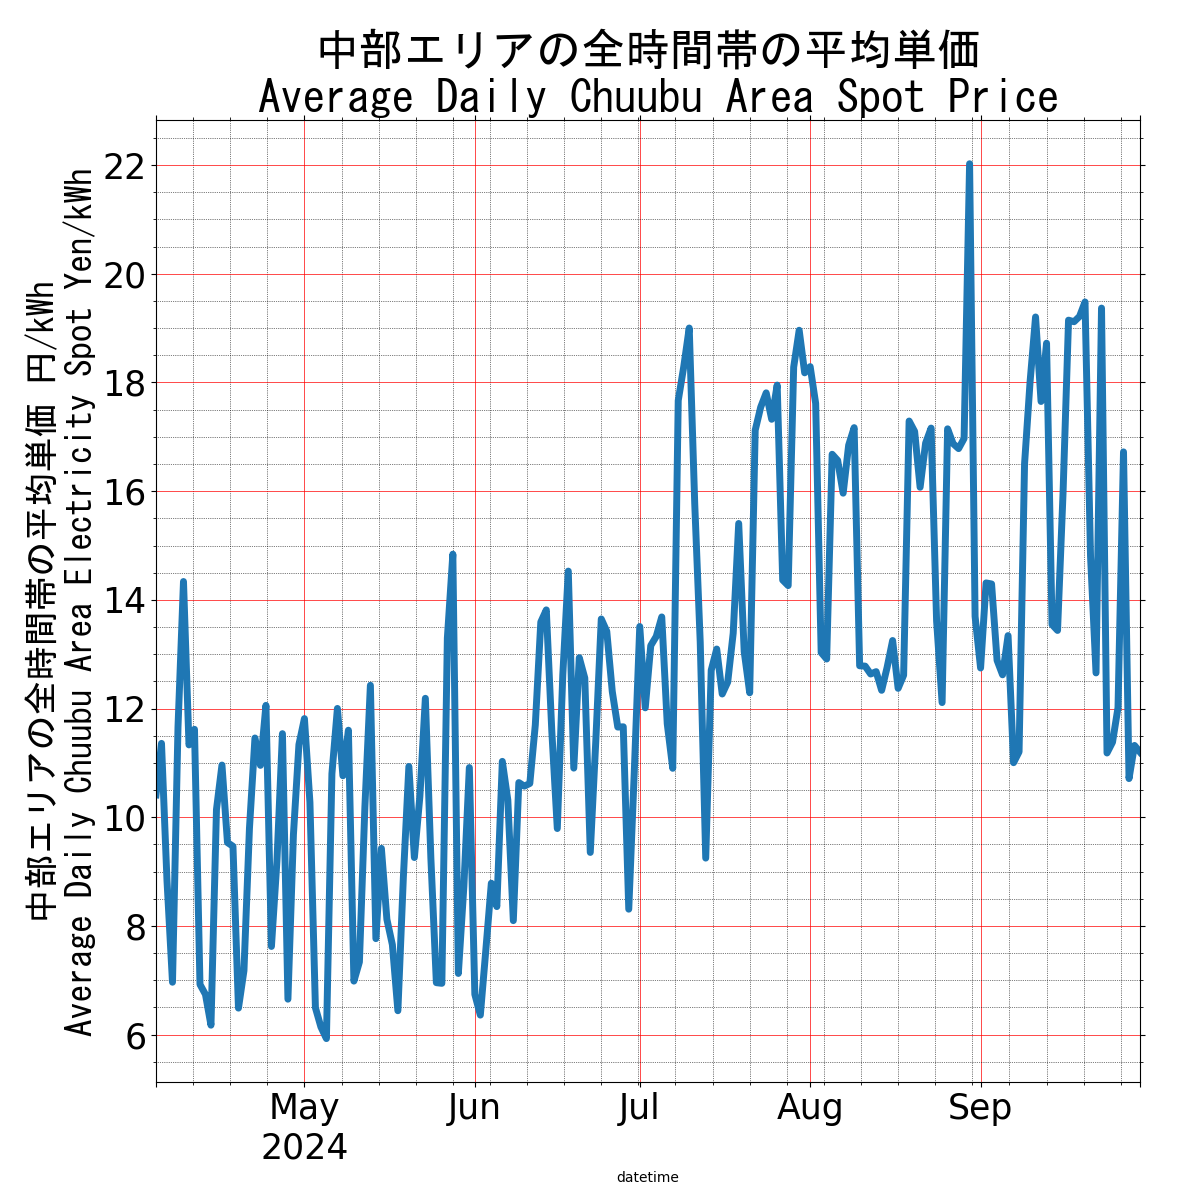 中部エリアの全時間帯の平均単価
Average Daily Chuubu Area Spot Price
中部エリアの全時間帯の平均単価 円/kWh
Average Daily Chuubu Area Electricity Spot Yen/kWh
22
20
18
16
14
12
10
8
6
May
2024
Jun
Jul
Aug
Sep
datetime